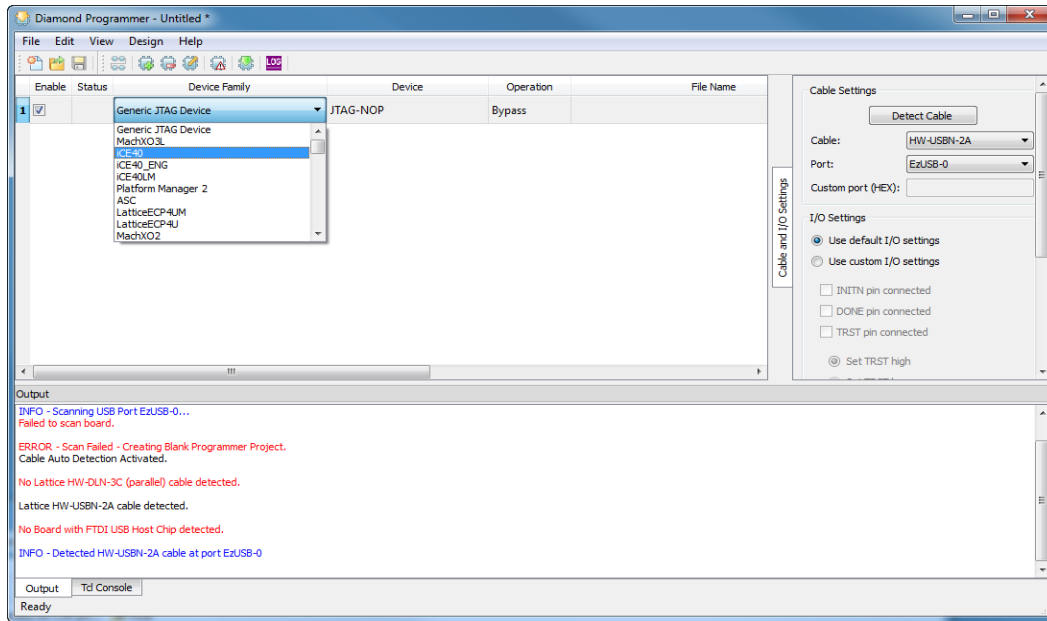 Diamond Programmer - Untitled *
File Edit View Design Help
LOG
Enable Status Device Family Device Operation File Name
1 Generic JTAG Device JTAG-NOP Bypass
Generic JTAG Device
MachXO3L
iCE40
iCE40_ENG
iCE40LM
Platform Manager 2
ASC
LatticeECP4UM
LatticeECP4U
MachXO2
Cable and I/O Settings
Cable Settings
Detect Cable
Cable: HW-USBN-2A
Port: EzUSB-0
Custom port (HEX):
I/O Settings
Use default I/O settings
Use custom I/O settings
INITN pin connected
DONE pin connected
TRST pin connected
Set TRST high
Output
INFO - Scanning USB Port EzUSB-0...
Failed to scan board.
ERROR - Scan Failed - Creating Blank Programmer Project.
Cable Auto Detection Activated.
No Lattice HW-DLN-3C (parallel) cable detected.
Lattice HW-USBN-2A cable detected.
No Board with FTDI USB Host Chip detected.
INFO - Detected HW-USBN-2A cable at port EzUSB-0
Output Tcl Console
Ready